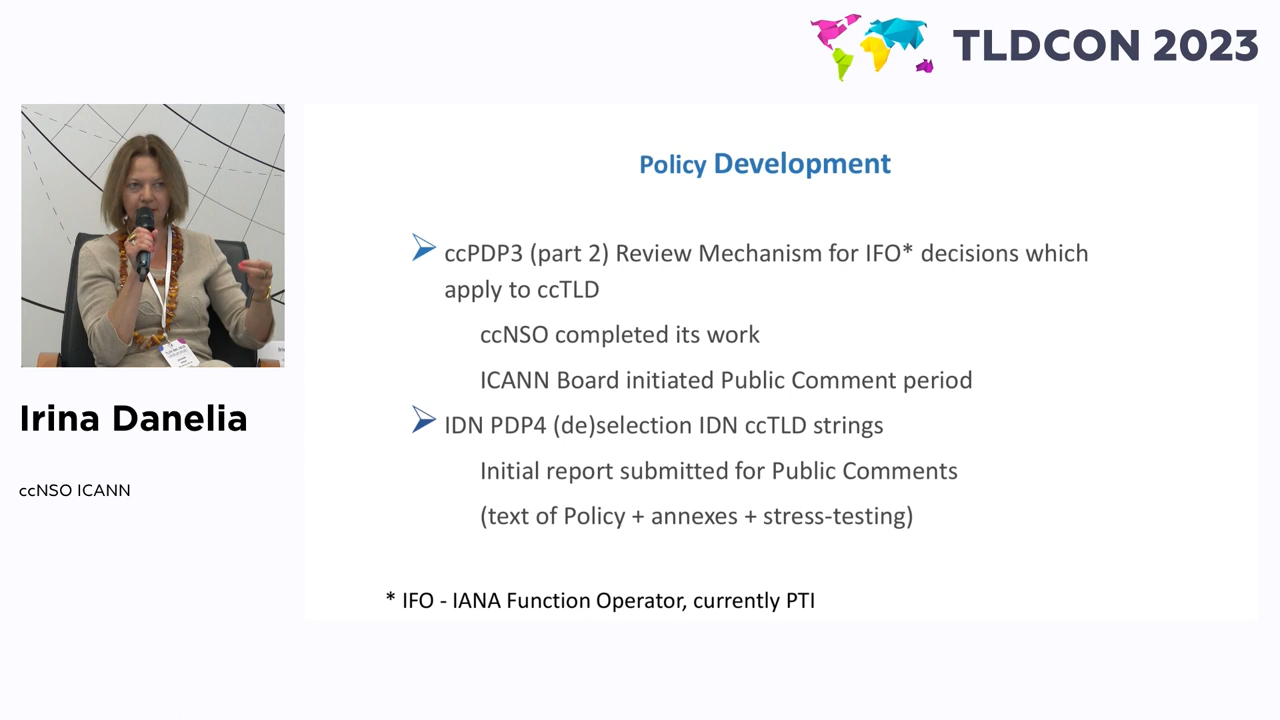 TLDCON 2023
Policy Development
ccPDP3 (part 2) Review Mechanism for IFO* decisions which
apply to ccTLD
ccNSO completed its work
ICANN Board initiated Public Comment period
IDN PDP4 (de)selection IDN ccTLD strings
Initial report submitted for Public Comments
(text of Policy + annexes + stress-testing)
* IFO - IANA Function Operator, currently PTI
Irina Danelia
ccNSO ICANN